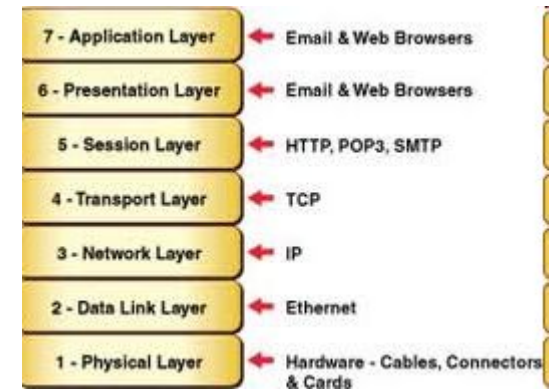 7 - Application Layer Email & Web Browsers
6 - Presentation Layer Email & Web Browsers
5 - Session Layer HTTP, POP3, SMTP
4 - Transport Layer TCP
3 - Network Layer IP
2 - Data Link Layer Ethernet
1 - Physical Layer Hardware - Cables, Connectors
& Cards